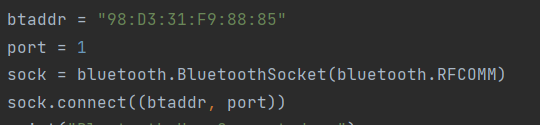 btaddr = "98:D3:31:F9:88:85"
port = 1
sock = bluetooth.BluetoothSocket(bluetooth.RFCOMM)
sock.connect((btaddr, port))